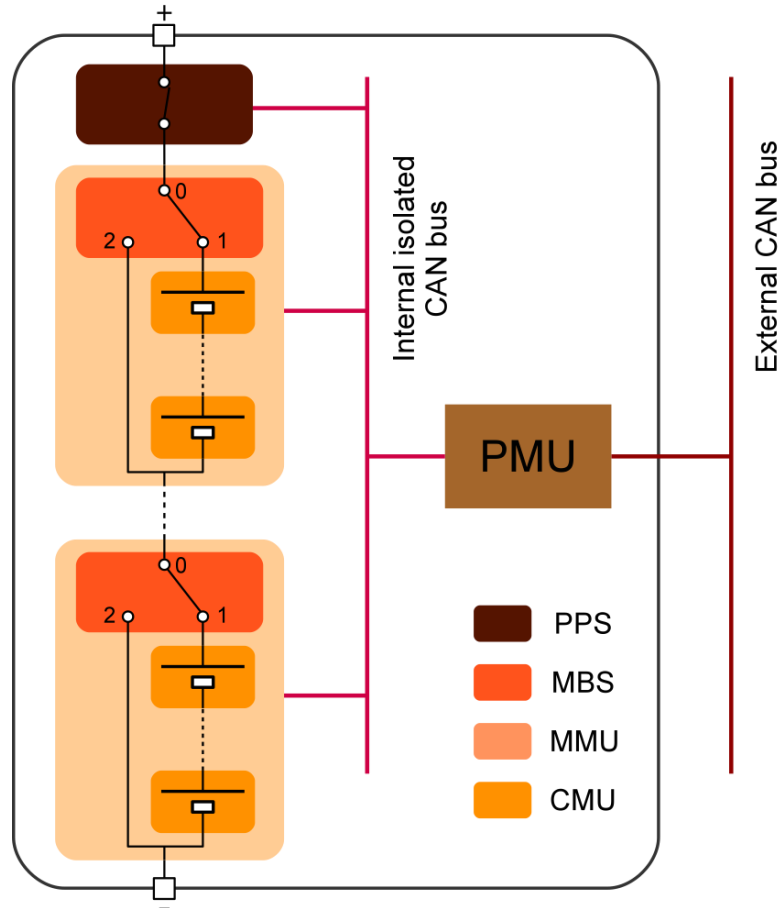 +
0
2
1
Internal isolated
CAN bus
External CAN bus
PMU
0
2
1
PPS
MBS
MMU
CMU
-